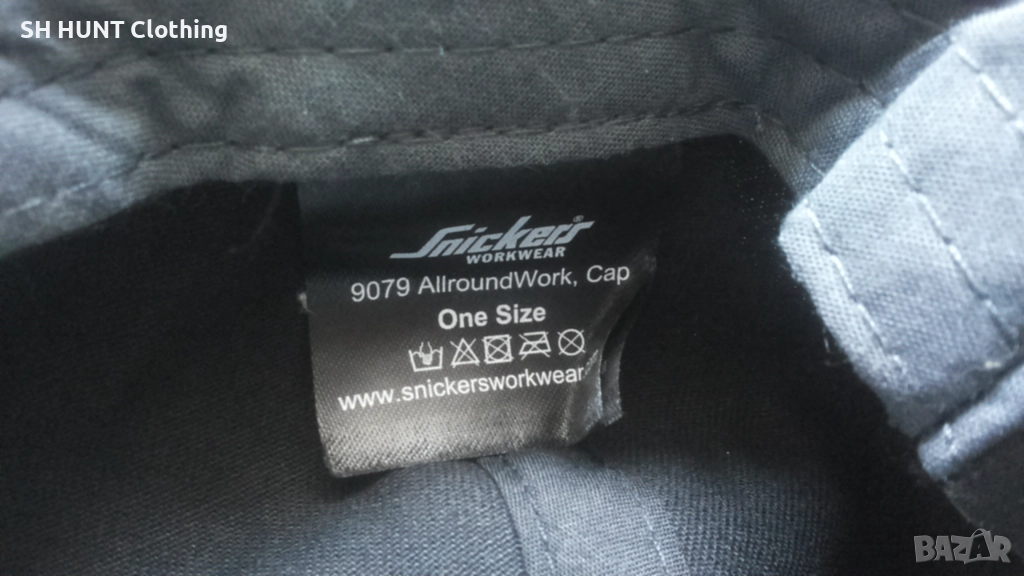 SH HUNT Clothing
Snickers®
WORKWEAR
9079 AllroundWork, Cap
One Size
www.snickersworkwear
BAZAR